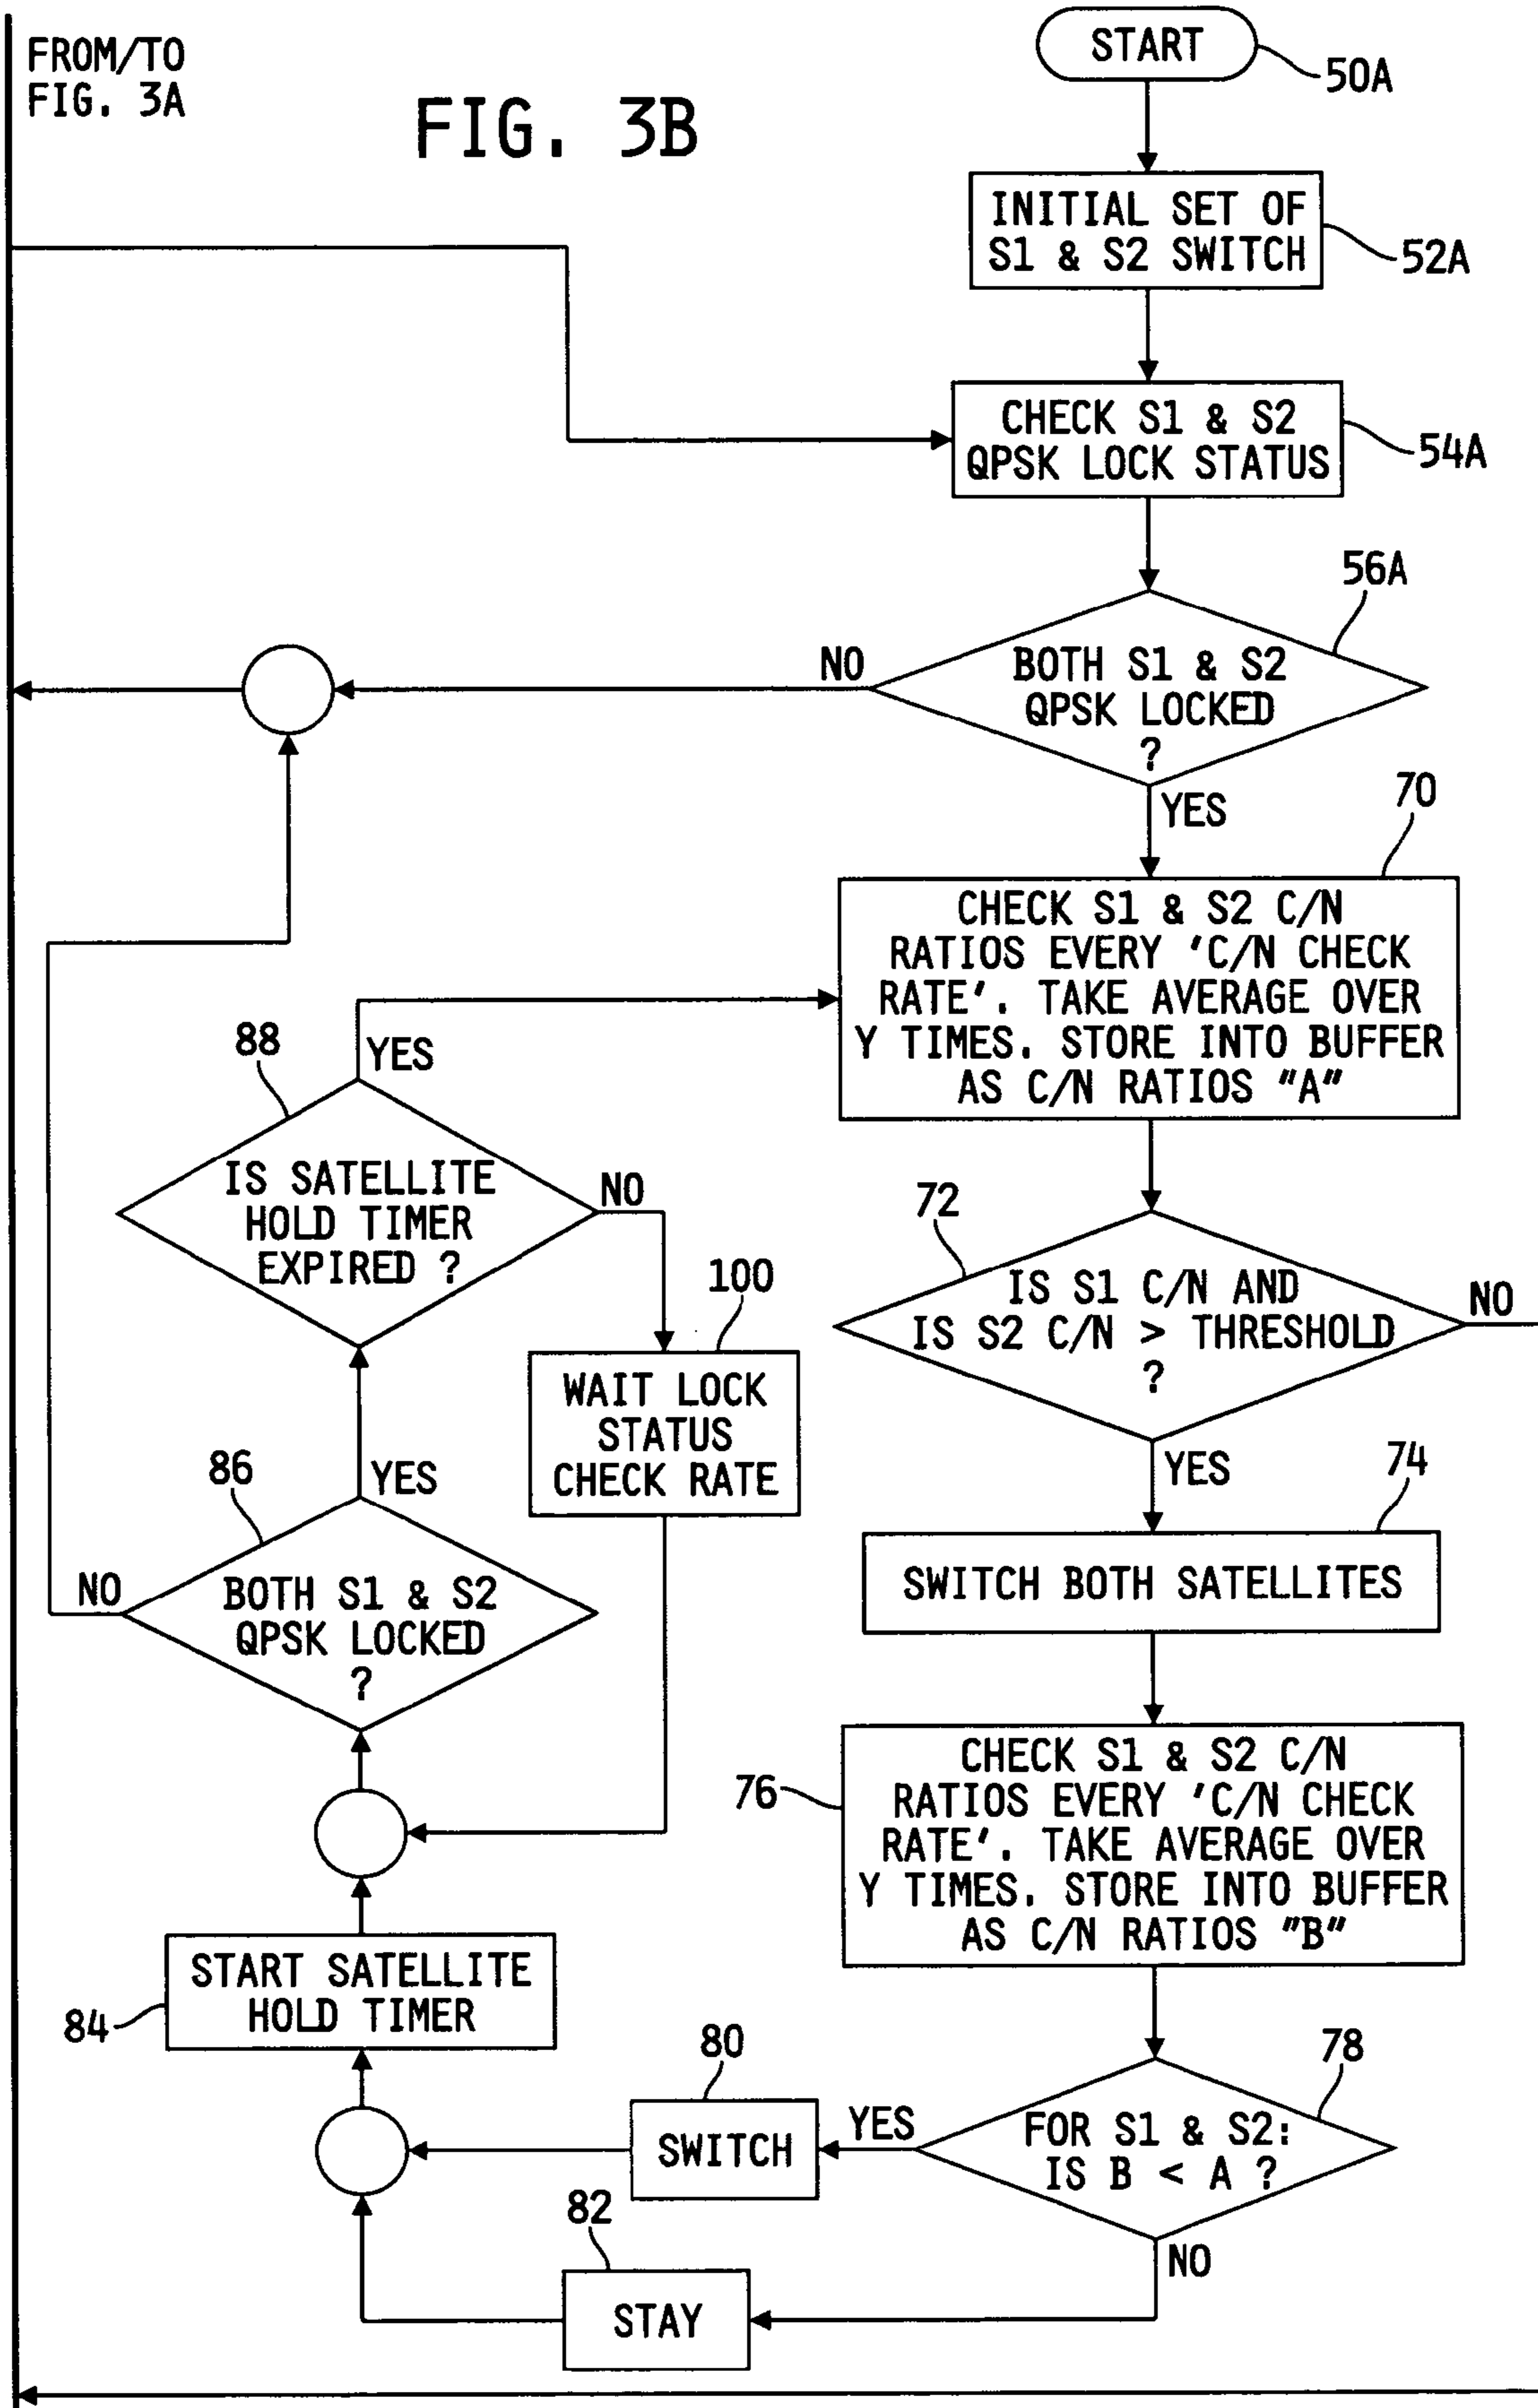 FROM/TO
FIG. 3A
FIG. 3B
START
50A
INITIAL SET OF
S1 & S2 SWITCH
52A
CHECK S1 & S2
QPSK LOCK STATUS
54A
56A
BOTH S1 & S2
QPSK LOCKED
?
NO
YES
70
CHECK S1 & S2 C/N
RATIOS EVERY 'C/N CHECK
RATE'. TAKE AVERAGE OVER
Y TIMES. STORE INTO BUFFER
AS C/N RATIOS "A"
72
IS S1 C/N AND
IS S2 C/N > THRESHOLD
?
NO
YES
74
SWITCH BOTH SATELLITES
76
CHECK S1 & S2 C/N
RATIOS EVERY 'C/N CHECK
RATE'. TAKE AVERAGE OVER
Y TIMES. STORE INTO BUFFER
AS C/N RATIOS "B"
78
FOR S1 & S2:
IS B < A ?
YES
NO
80
SWITCH
82
STAY
84
START SATELLITE
HOLD TIMER
86
BOTH S1 & S2
QPSK LOCKED
?
NO
YES
88
IS SATELLITE
HOLD TIMER
EXPIRED ?
YES
NO
100
WAIT LOCK
STATUS
CHECK RATE